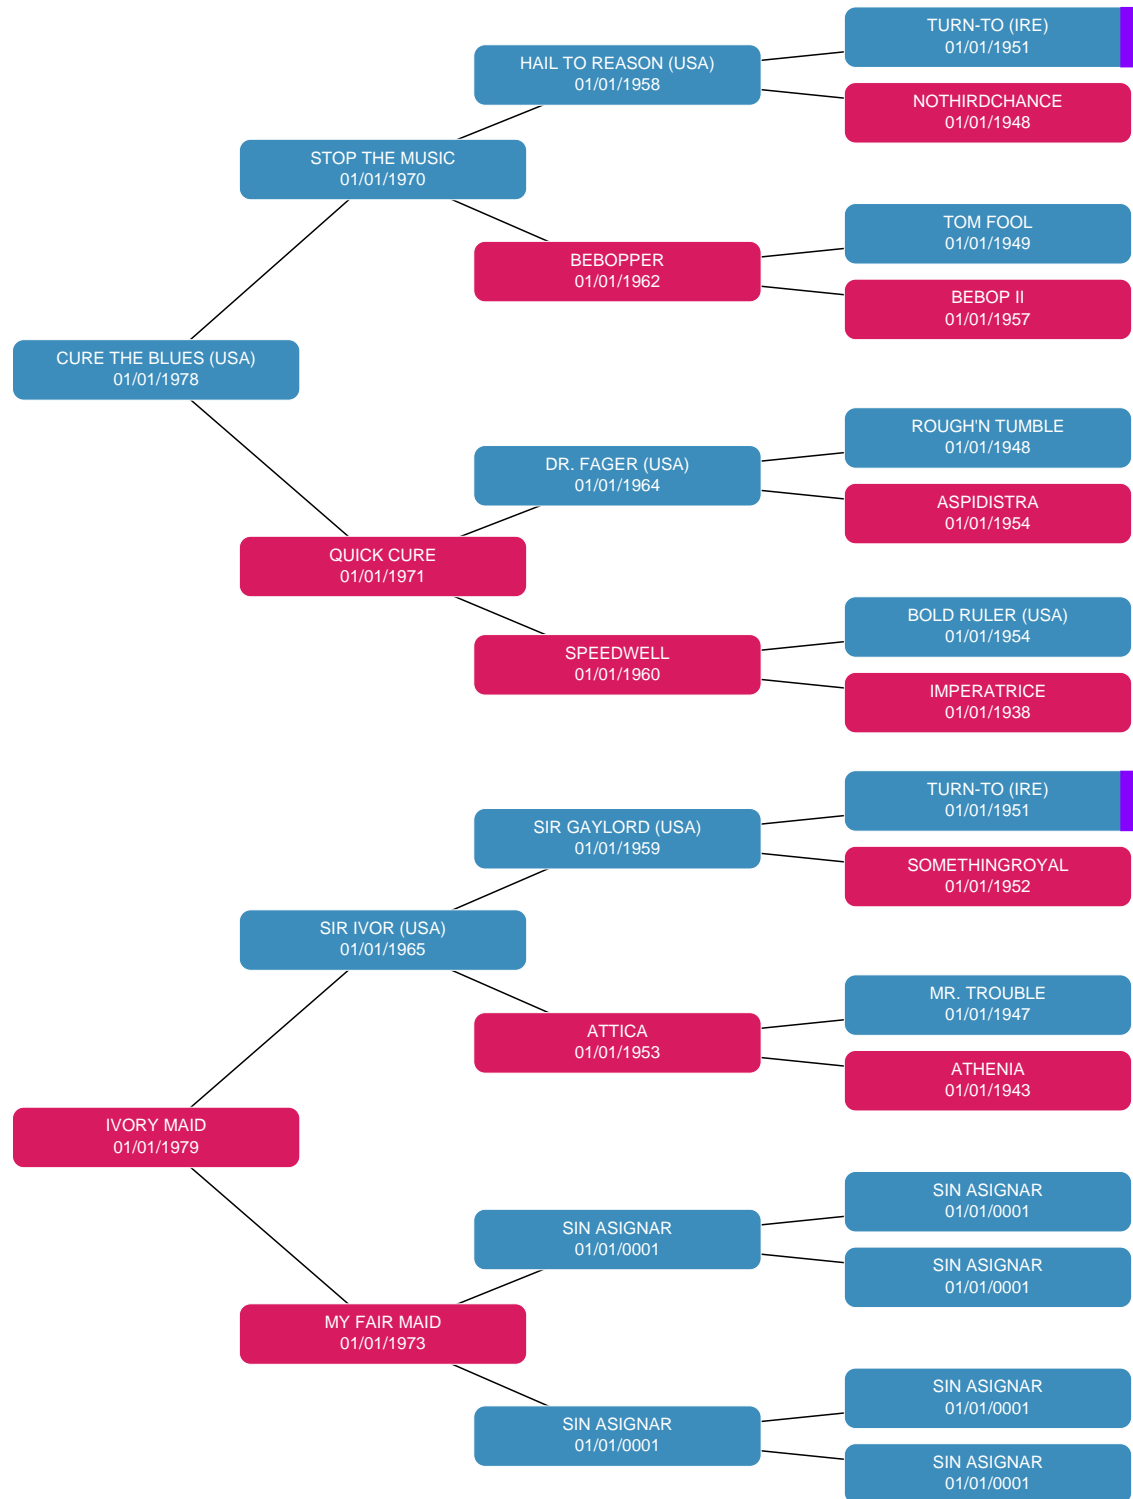 TURN-TO (IRE)
01/01/1951
HAIL TO REASON (USA)
01/01/1958
NOTHIRDCHANCE
01/01/1948
STOP THE MUSIC
01/01/1970
TOM FOOL
01/01/1949
BEBOPPER
01/01/1962
BEBOP II
01/01/1957
CURE THE BLUES (USA)
01/01/1978
ROUGH'N TUMBLE
01/01/1948
DR. FAGER (USA)
01/01/1964
ASPIDISTRA
01/01/1954
QUICK CURE
01/01/1971
BOLD RULER (USA)
01/01/1954
SPEEDWELL
01/01/1960
IMPERATRICE
01/01/1938
TURN-TO (IRE)
01/01/1951
SIR GAYLORD (USA)
01/01/1959
SOMETHINGROYAL
01/01/1952
SIR IVOR (USA)
01/01/1965
MR. TROUBLE
01/01/1947
ATTICA
01/01/1953
ATHENIA
01/01/1943
IVORY MAID
01/01/1979
SIN ASIGNAR
01/01/0001
SIN ASIGNAR
01/01/0001
SIN ASIGNAR
01/01/0001
MY FAIR MAID
01/01/1973
SIN ASIGNAR
01/01/0001
SIN ASIGNAR
01/01/0001
SIN ASIGNAR
01/01/0001